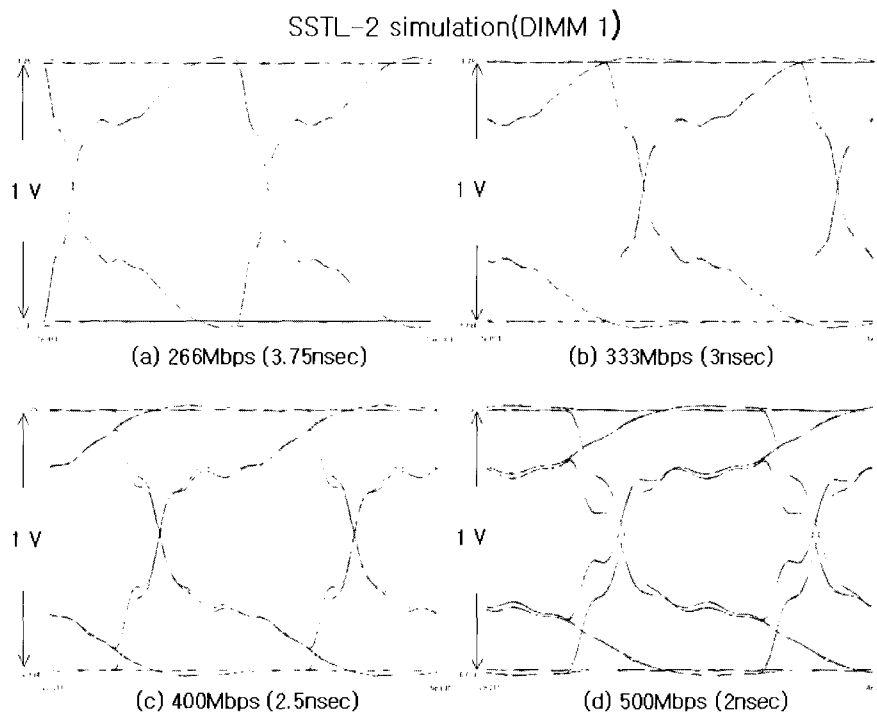 SSTL-2 simulation(DIMM 1)
1 V
1 V
(a) 266Mbps (3.75nsec)
(b) 333Mbps (3nsec)
1 V
1 V
(c) 400Mbps (2.5nsec)
(d) 500Mbps (2nsec)